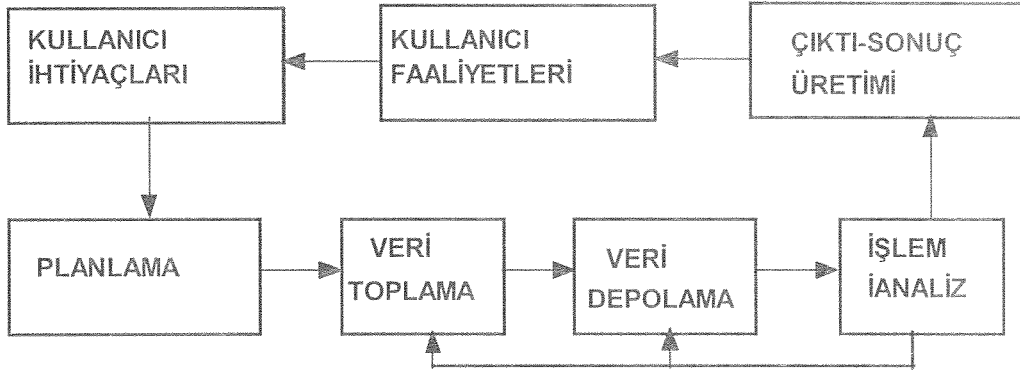 KULLANICI
İHTİYAÇLARI
KULLANICI
FAALİYETLERİ
ÇIKTI-SONUÇ
ÜRETİMİ
PLANLAMA
VERİ
TOPLAMA
VERİ
DEPOLAMA
İŞLEM
İANALİZ